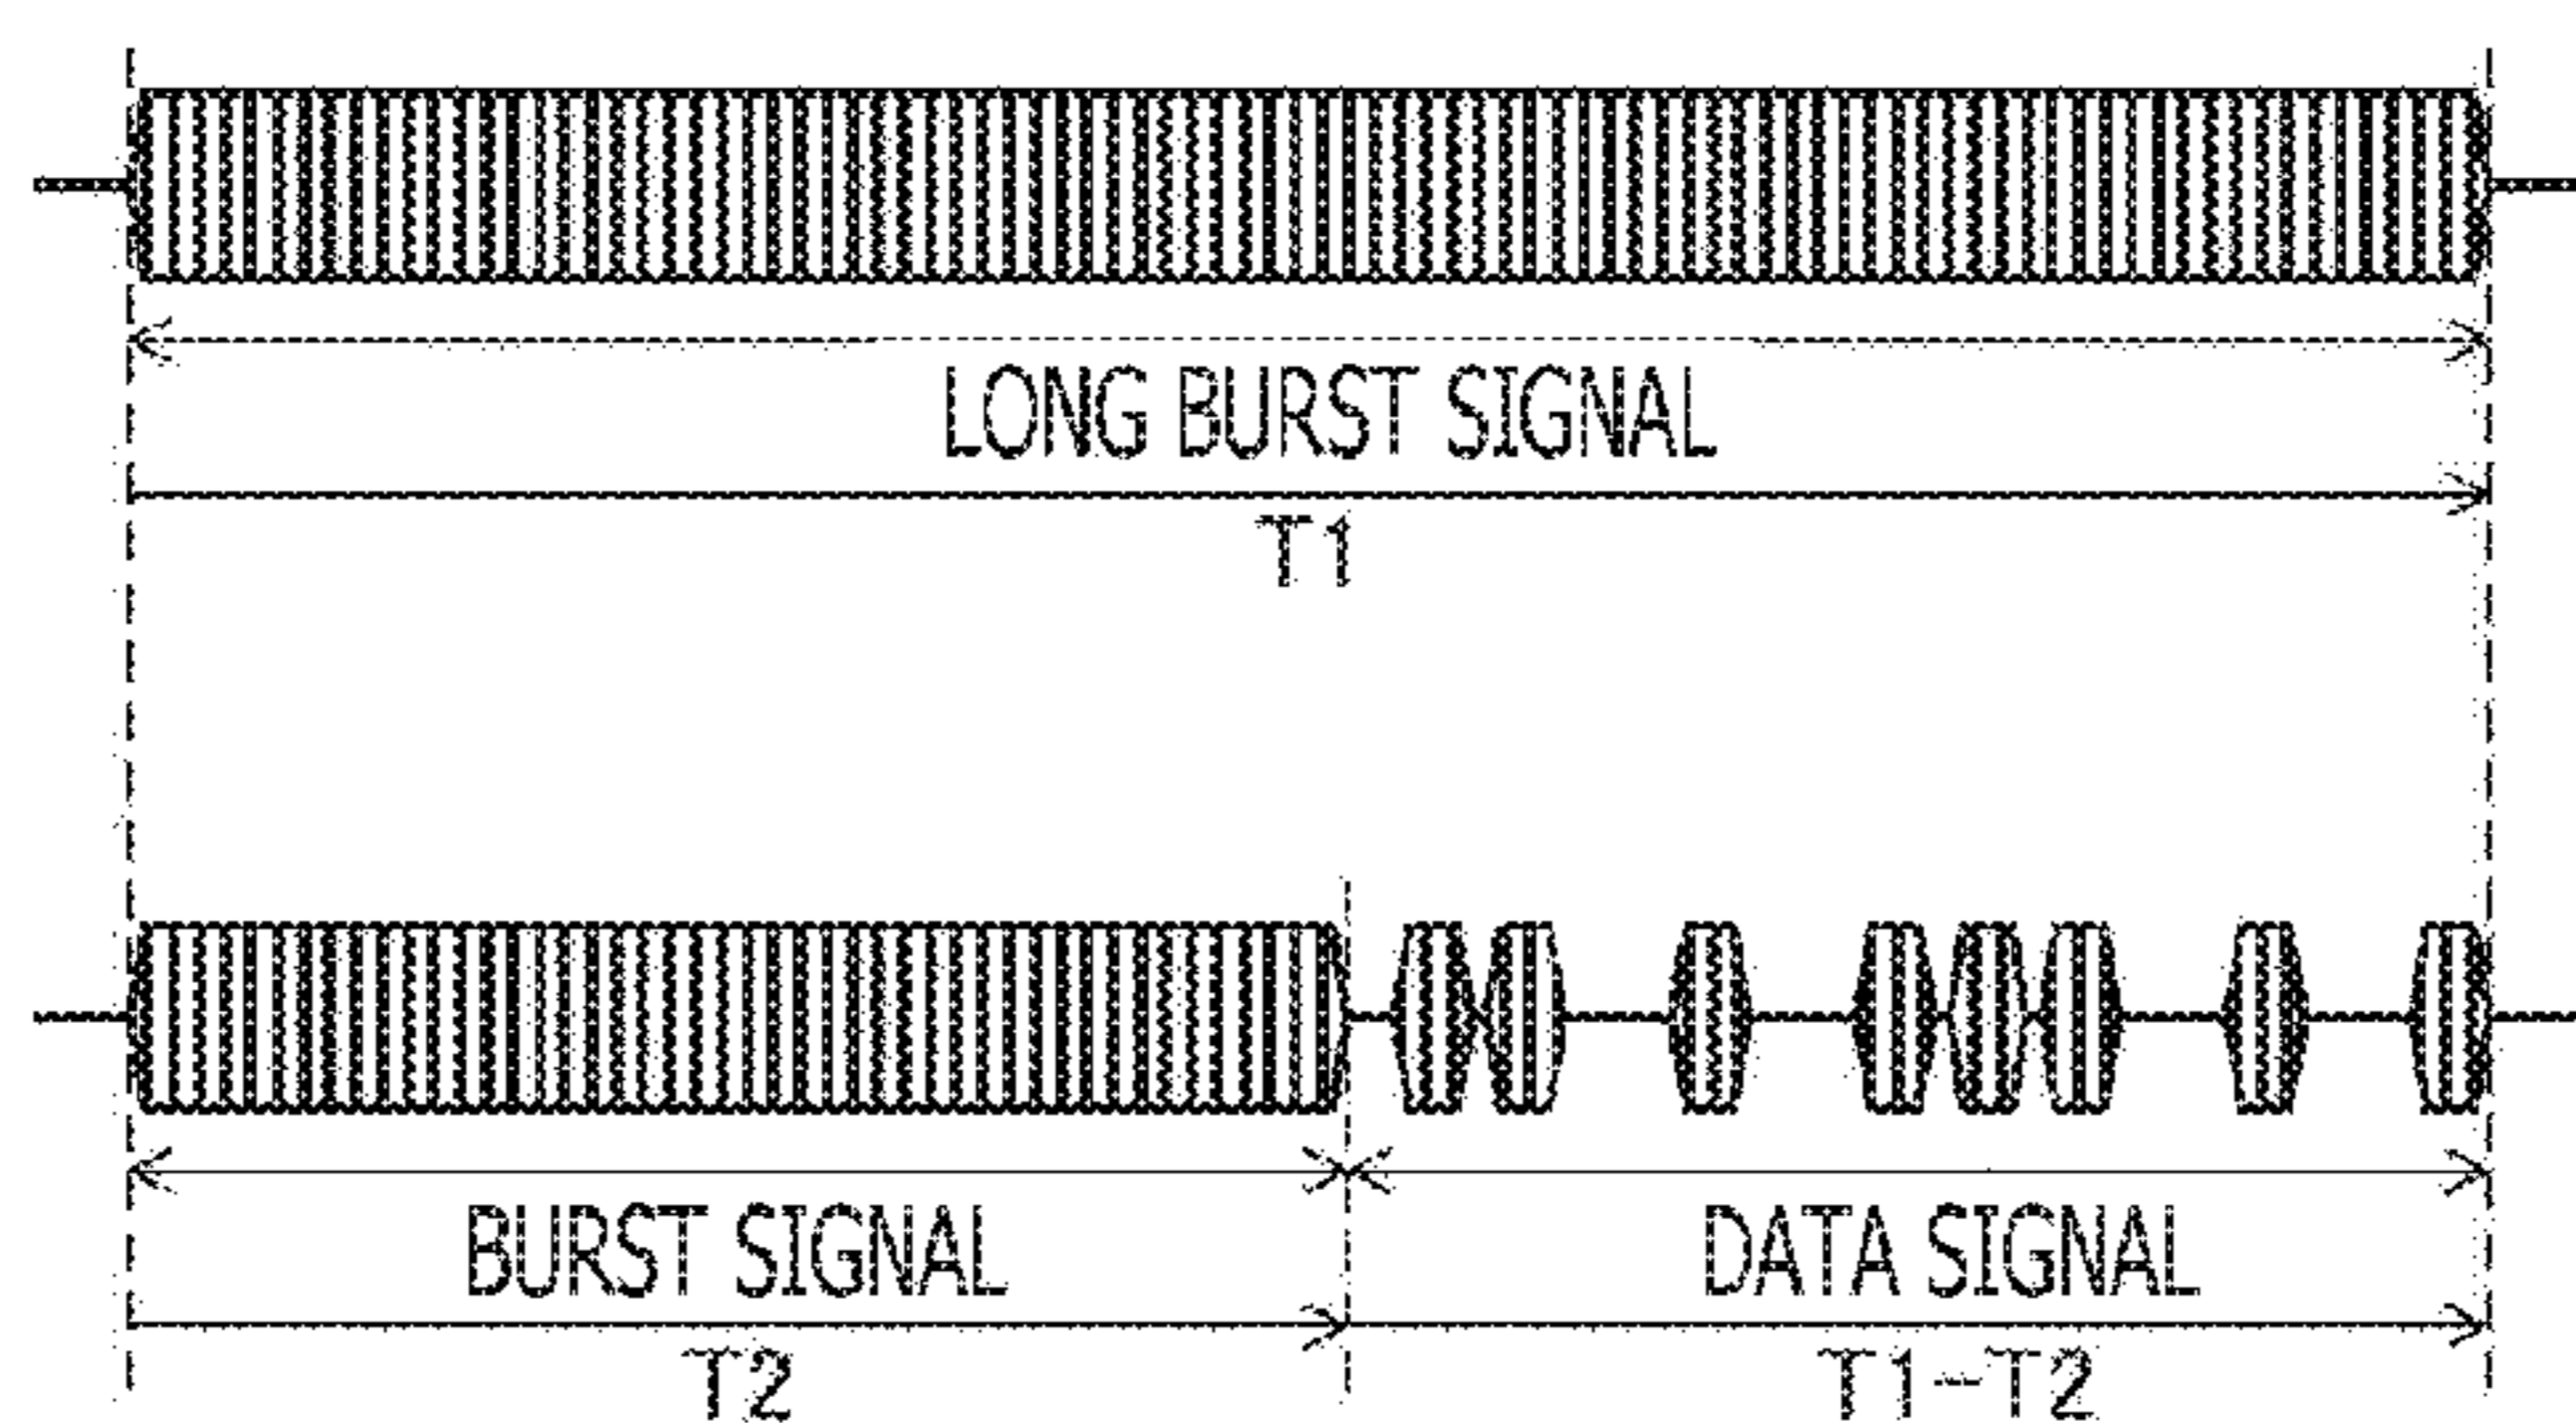 LONG BURST SIGNAL
T1
BURST SIGNAL
DATA SIGNAL
T2
T1-T2